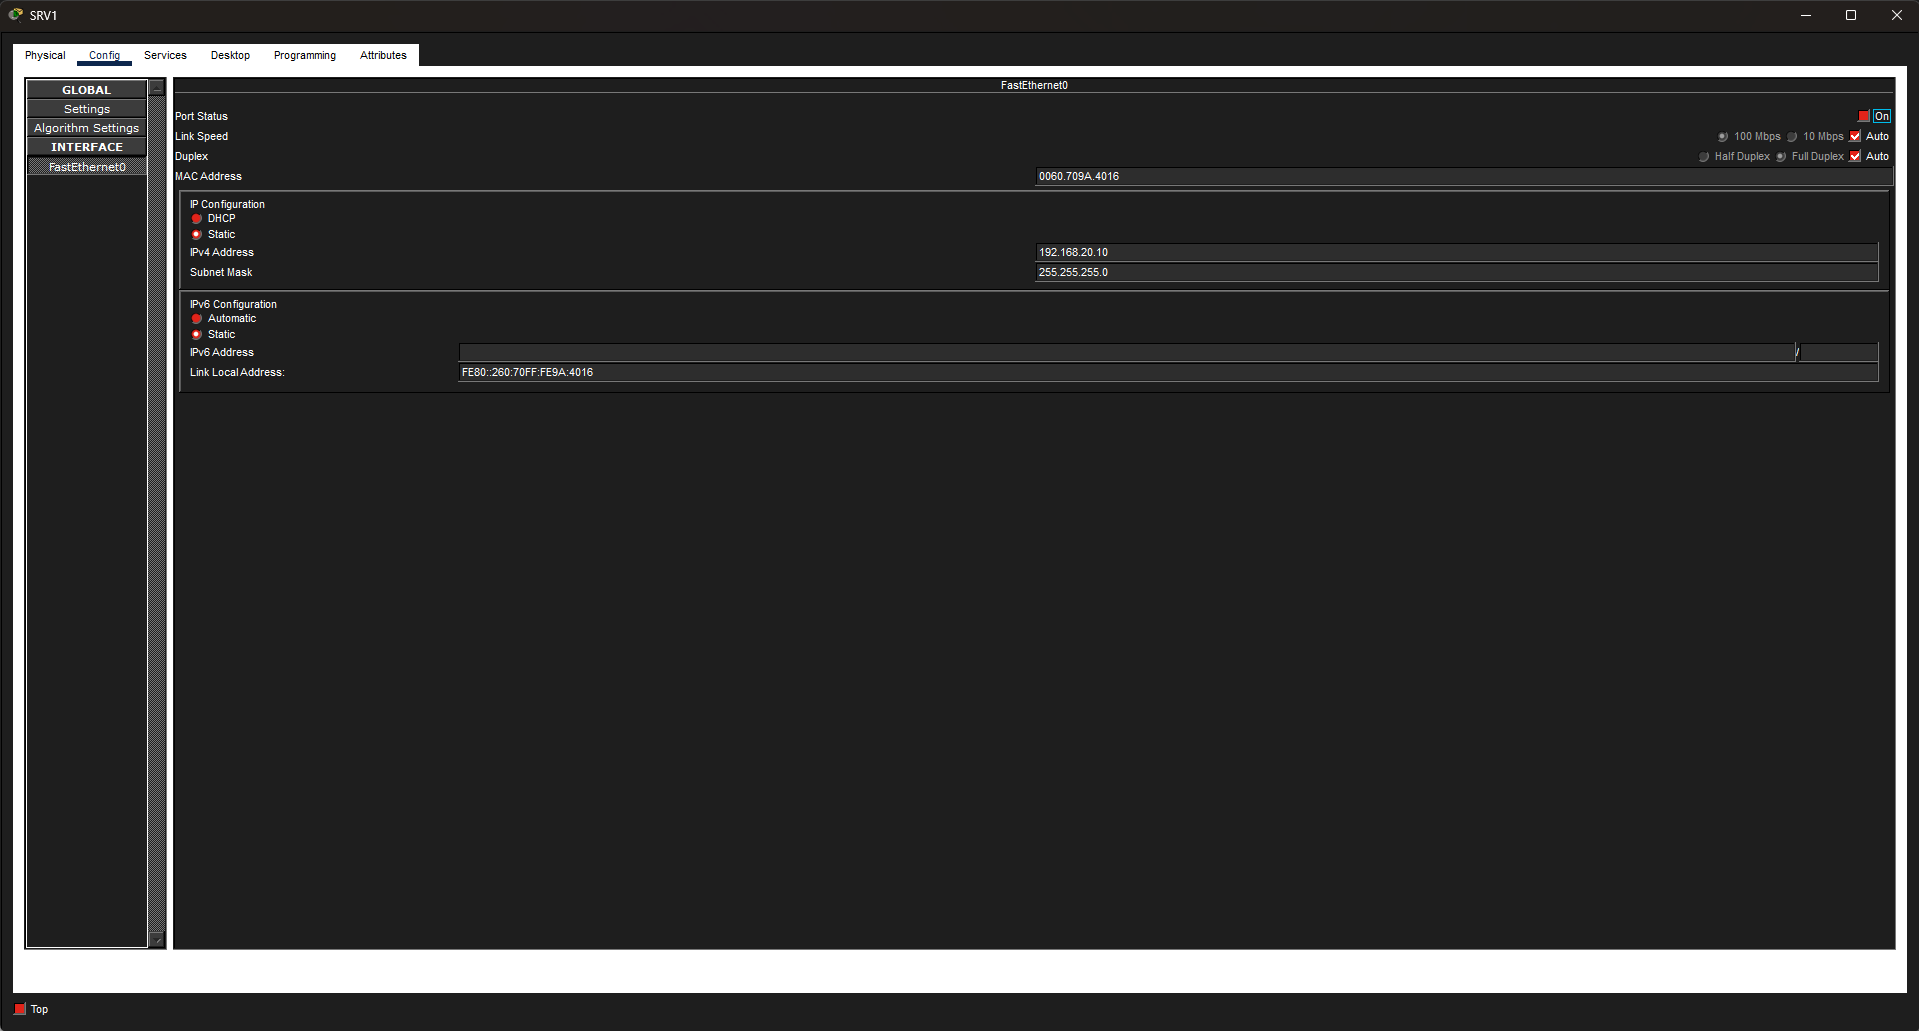 SRV1
Physical Config Services Desktop Programming Attributes
GLOBAL
Settings
Algorithm Settings
INTERFACE
FastEthernet0
FastEthernet0
Port Status On
Link Speed 100 Mbps 10 Mbps Auto
Duplex Half Duplex Full Duplex Auto
MAC Address 0060.709A.4016
IP Configuration
DHCP
Static
IPv4 Address 192.168.20.10
Subnet Mask 255.255.255.0
IPv6 Configuration
Automatic
Static
IPv6 Address /
Link Local Address: FE80::260:70FF:FE9A:4016
Top